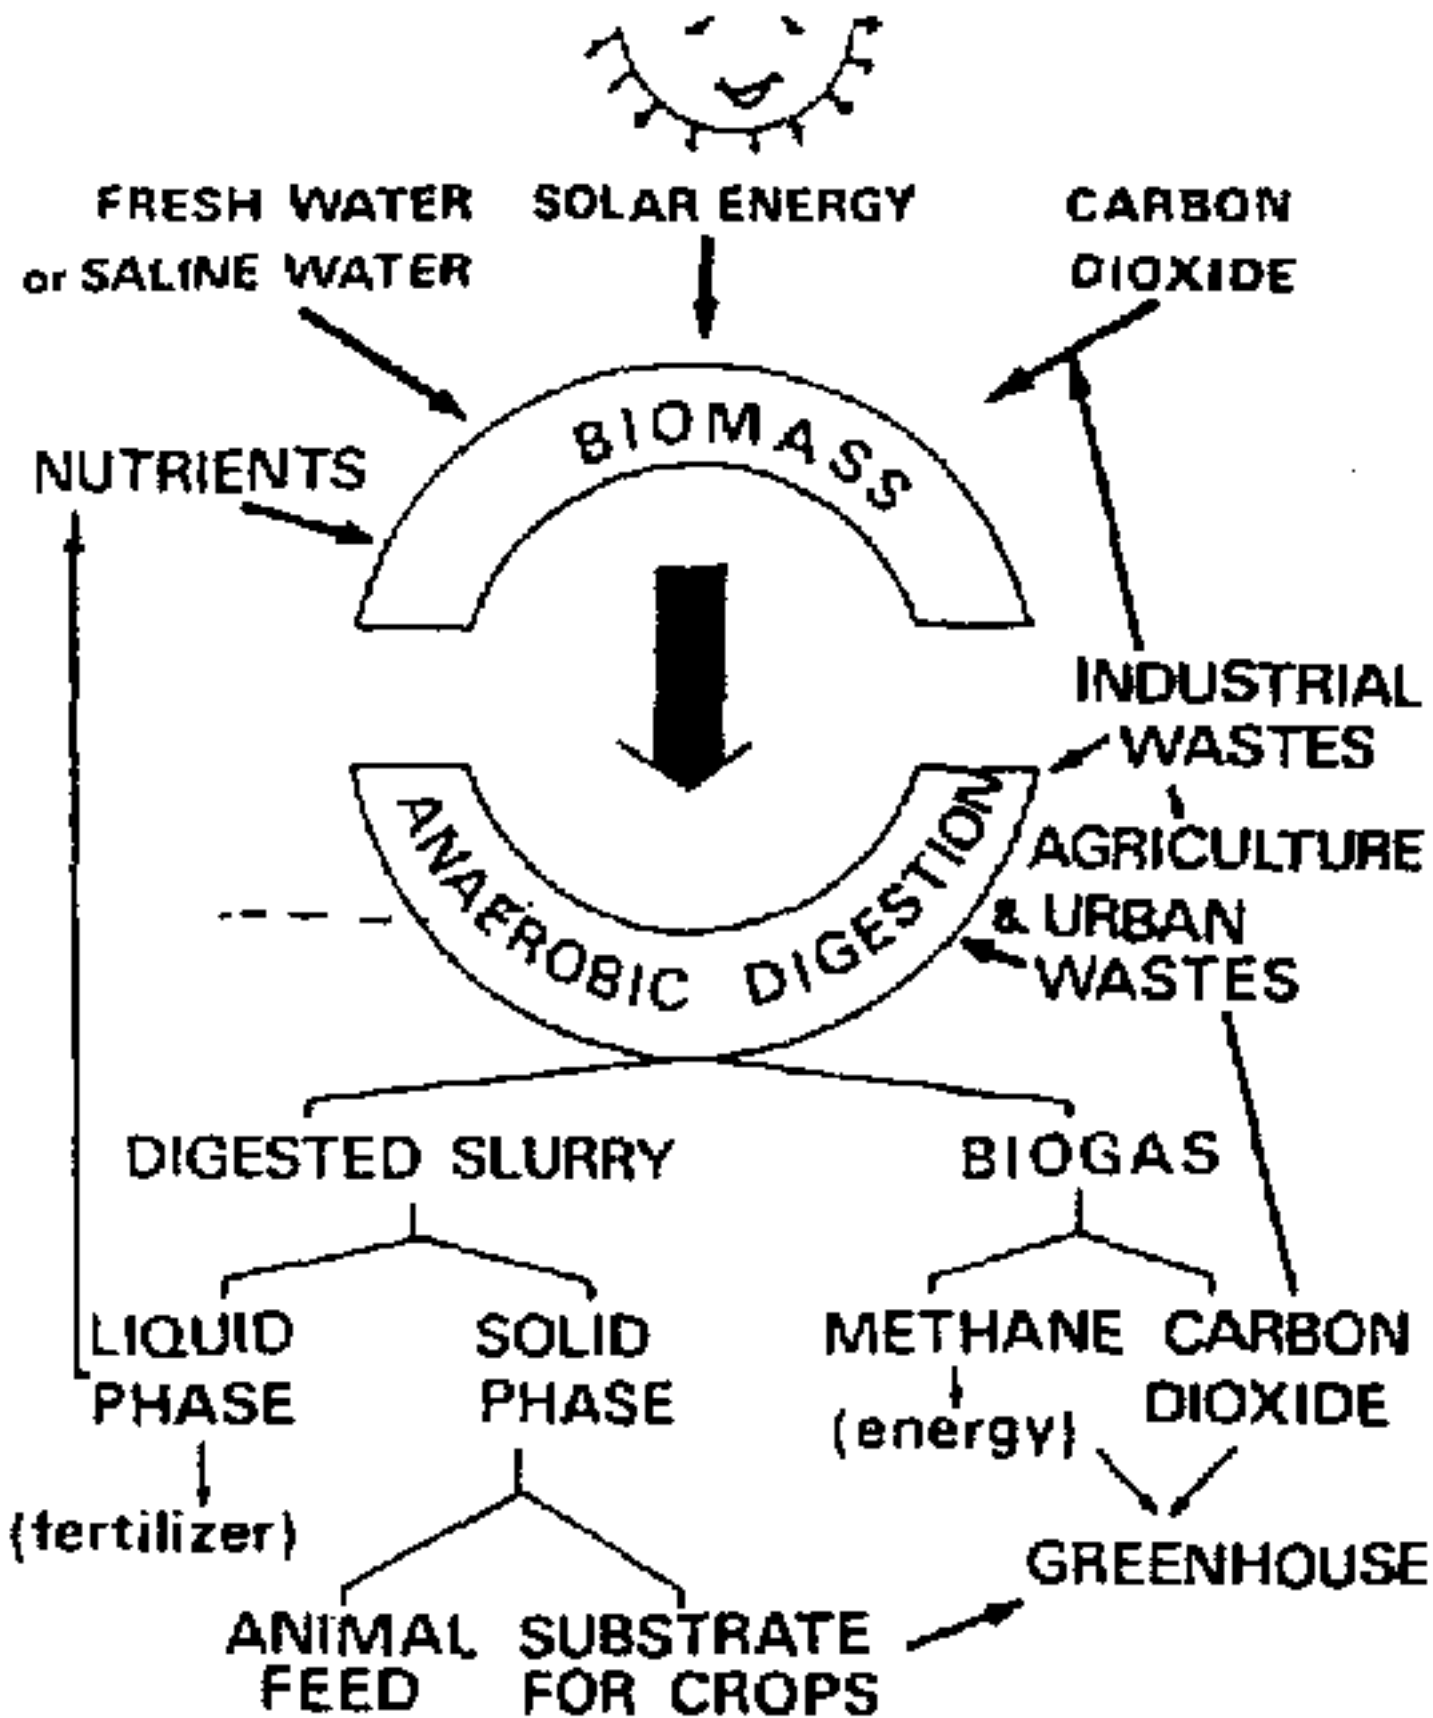 FRESH WATER
or SALINE WATER
SOLAR ENERGY
CARBON
DIOXIDE
NUTRIENTS
BIOMASS
INDUSTRIAL
WASTES
AGRICULTURE
& URBAN
WASTES
ANAEROBIC DIGESTION
DIGESTED SLURRY
BIOGAS
LIQUID
PHASE
SOLID
PHASE
METHANE
CARBON
DIOXIDE
(energy)
(fertilizer)
GREENHOUSE
ANIMAL
FEED
SUBSTRATE
FOR CROPS